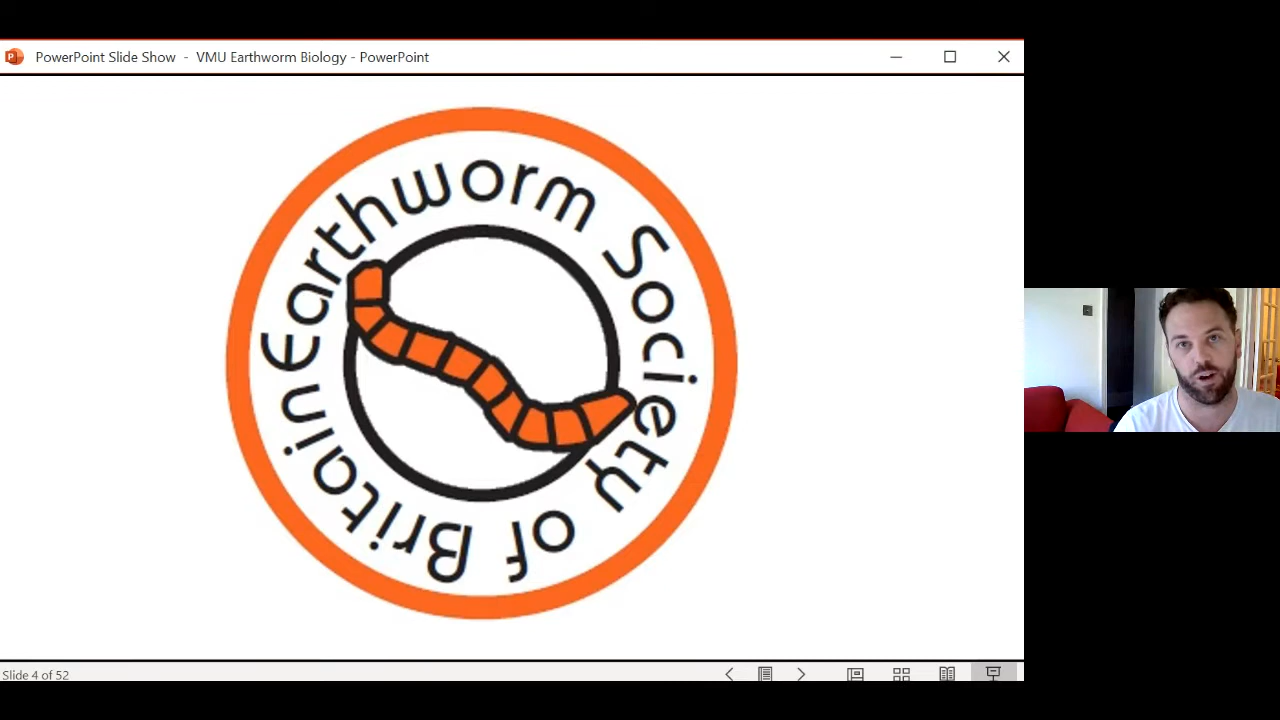 PowerPoint Slide Show - VMU Earthworm Biology - PowerPoint
Earthworm Society of Britain
Slide 4 of 52